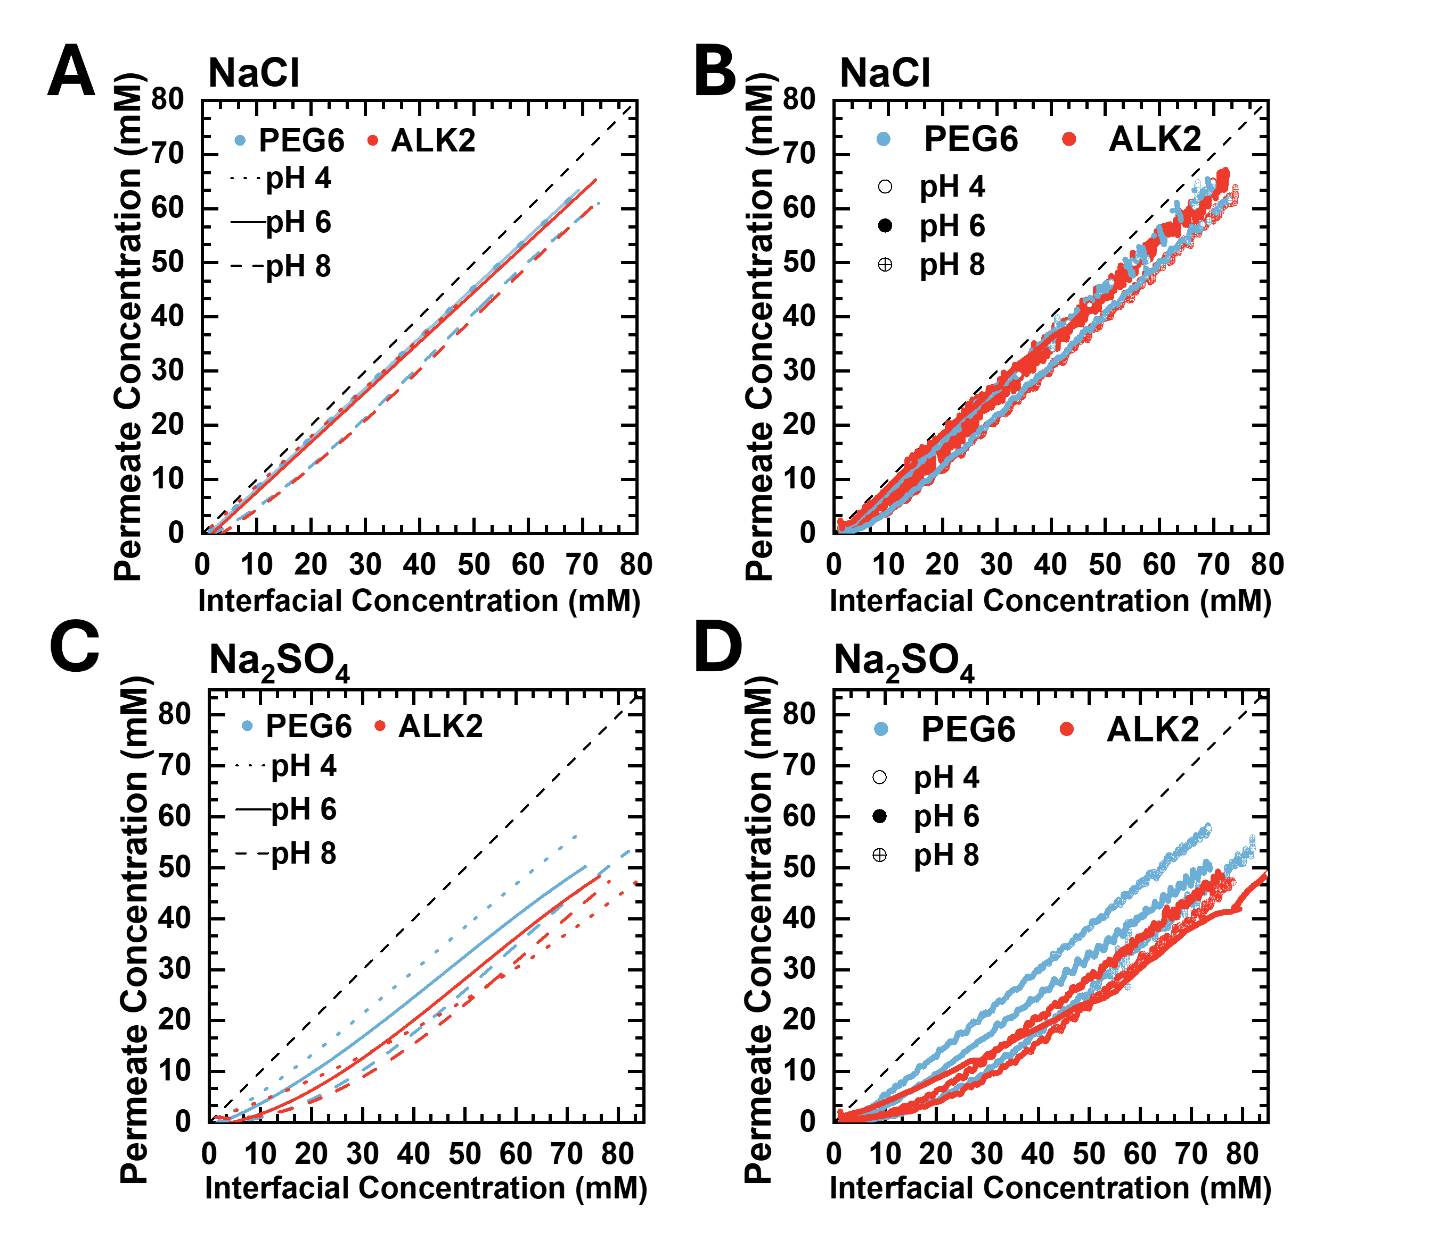 A
NaCl
Permeate Concentration (mM)
80
70
60
50
40
30
20
10
0
PEG6 ALK2
pH 4
pH 6
pH 8
0 10 20 30 40 50 60 70 80
Interfacial Concentration (mM)
B
NaCl
Permeate Concentration (mM)
80
70
60
50
40
30
20
10
0
PEG6 ALK2
pH 4
pH 6
pH 8
0 10 20 30 40 50 60 70 80
Interfacial Concentration (mM)
C
Na₂SO₄
Permeate Concentration (mM)
80
70
60
50
40
30
20
10
0
PEG6 ALK2
pH 4
pH 6
pH 8
0 10 20 30 40 50 60 70 80
Interfacial Concentration (mM)
D
Na₂SO₄
Permeate Concentration (mM)
80
70
60
50
40
30
20
10
0
PEG6 ALK2
pH 4
pH 6
pH 8
0 10 20 30 40 50 60 70 80
Interfacial Concentration (mM)